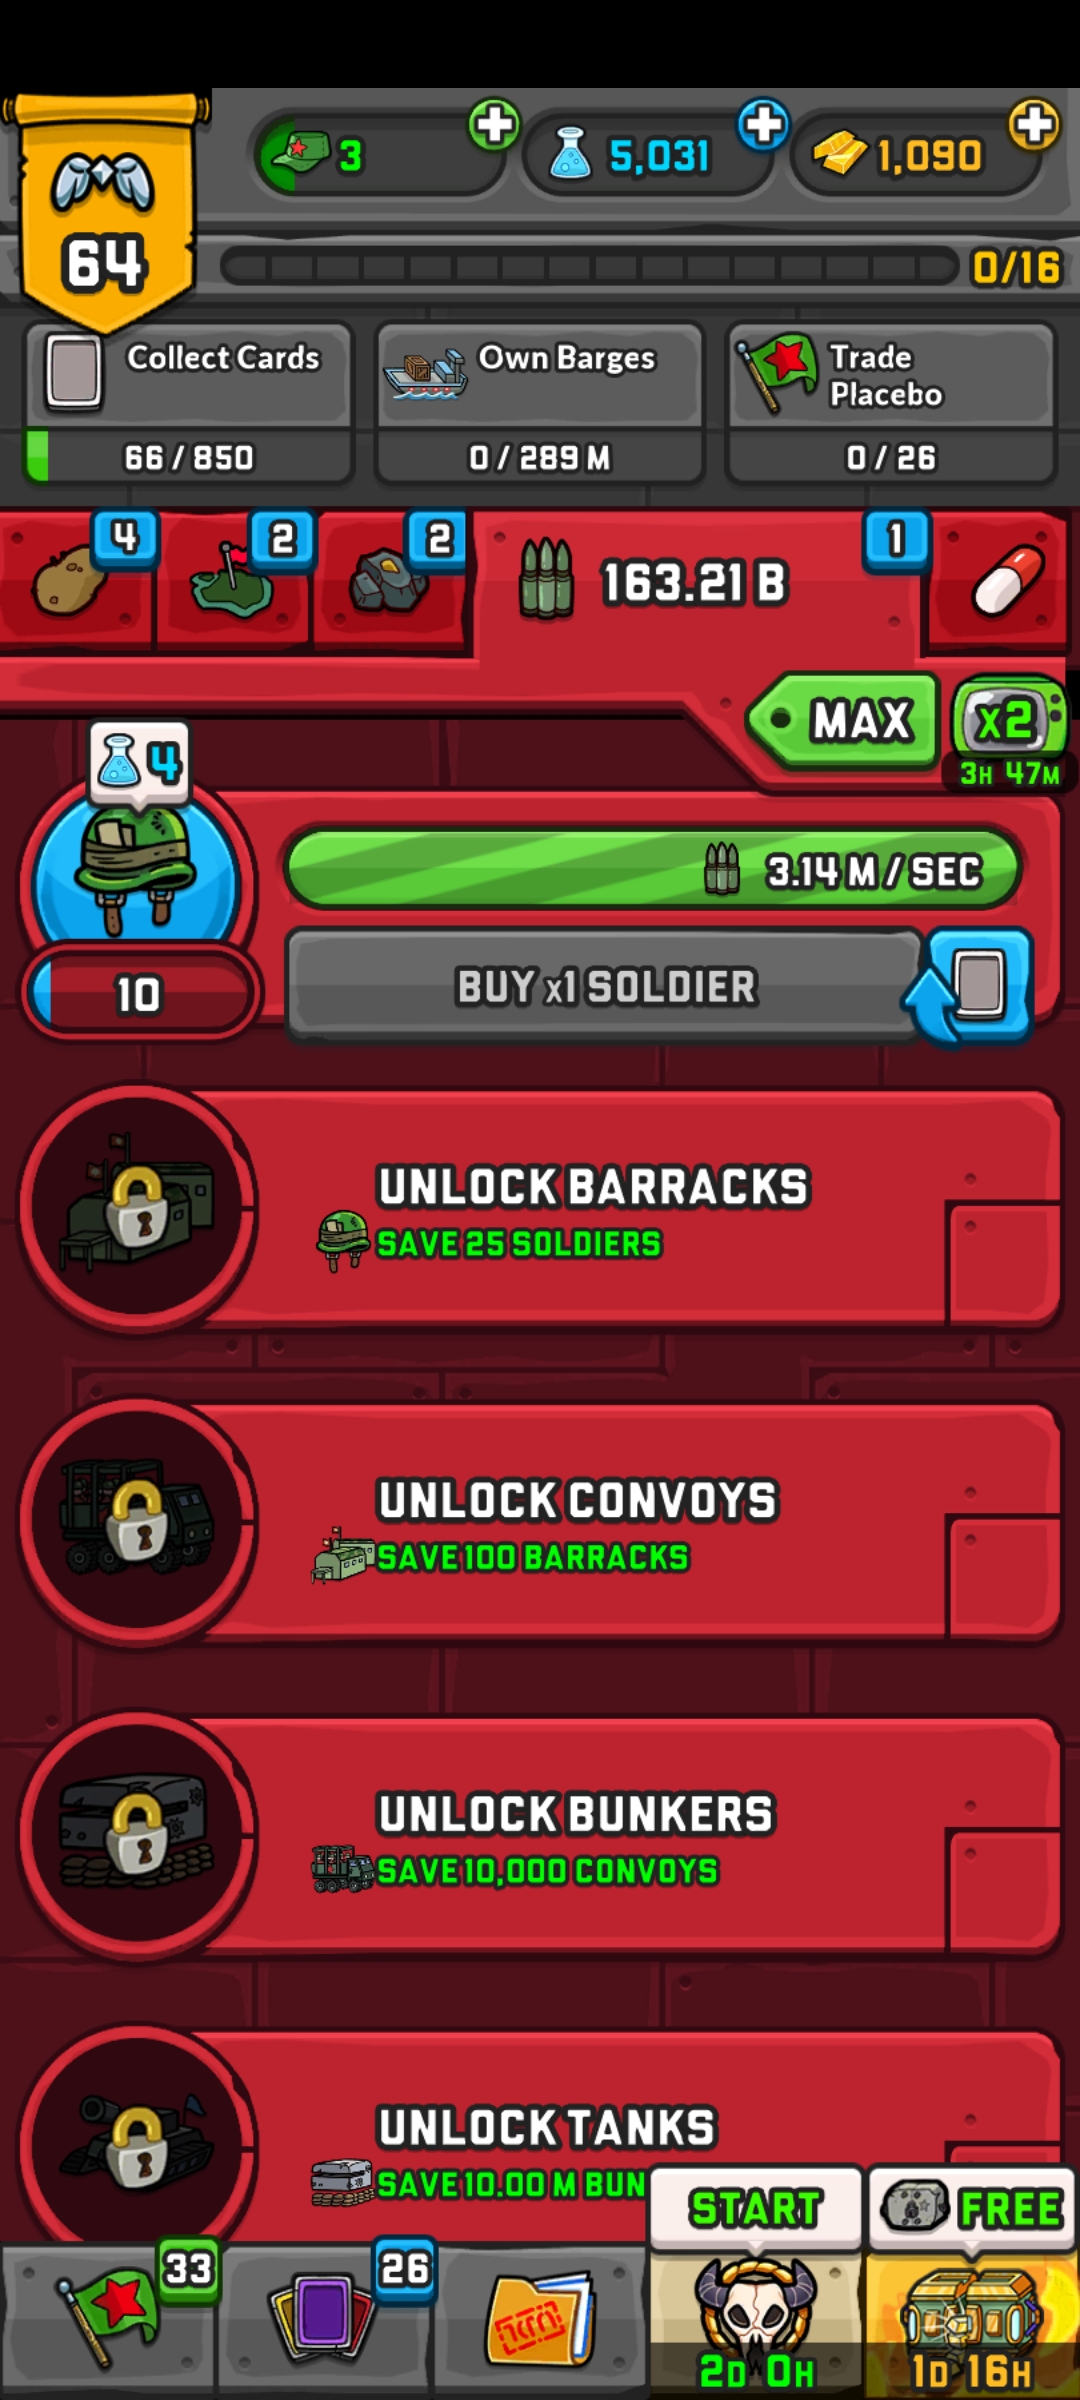 64
3
5,031
1,090
0/16
Collect Cards
66 / 850
Own Barges
0 / 289 M
Trade
Placebo
0 / 26
4
2
2
163.21 B
1
MAX
x2
3H 47M
4
3.14 M / SEC
10
BUY x1 SOLDIER
UNLOCK BARRACKS
SAVE 25 SOLDIERS
UNLOCK CONVOYS
SAVE 100 BARRACKS
UNLOCK BUNKERS
SAVE 10,000 CONVOYS
UNLOCK TANKS
SAVE 10.00 M BUN
START
FREE
33
26
2D 0H
1D 16H